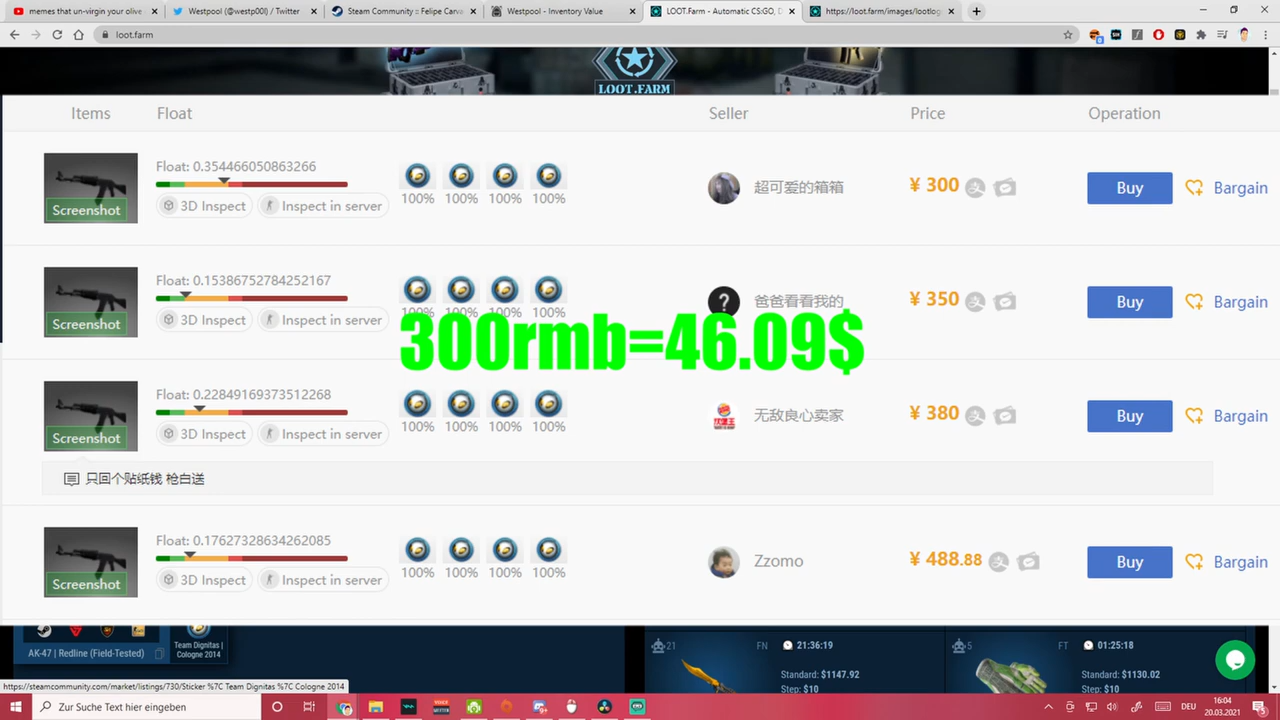 memes that un-virgin your olive
Westpool (@westp00l) / Twitter
Steam Community :: Felipe Carva
Westpool - Inventory Value
LOOT.Farm - Automatic CS:GO, D
https://loot.farm/images/lootlog
loot.farm
LOOT.FARM
Items Float Seller Price Operation
Float: 0.354466050863266
Screenshot
3D Inspect Inspect in server
100% 100% 100% 100%
超可爱的箱箱
¥ 300
Buy Bargain
Float: 0.15386752784252167
Screenshot
3D Inspect Inspect in server
100% 100% 100% 100%
爸爸看看我的
¥ 350
Buy Bargain
300rmb=46.09$
Float: 0.22849169373512268
Screenshot
3D Inspect Inspect in server
100% 100% 100% 100%
无敌良心卖家
¥ 380
Buy Bargain
只回个贴纸钱 枪白送
Float: 0.17627328634262085
Screenshot
3D Inspect Inspect in server
100% 100% 100% 100%
Zzomo
¥ 488.88
Buy Bargain
AK-47 | Redline (Field-Tested)
Team Dignitas |
Cologne 2014
21 FN 21:36:19
Standard: $1147.92
Step: $10
5 FT 01:25:18
Standard: $1130.02
Step: $10
https://steamcommunity.com/market/listings/730/Sticker %7C Team Dignitas %7C Cologne 2014
Zur Suche Text hier eingeben
DEU
16:04
20.03.2021